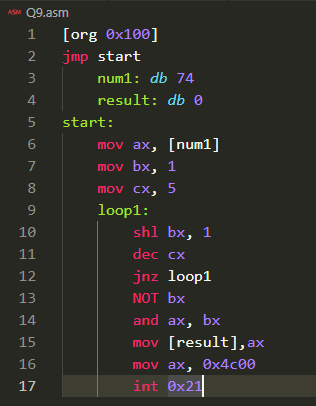 ASM Q9.asm
1 [org 0x100]
2 jmp start
3     num1: db 74
4     result: db 0
5 start:
6     mov ax, [num1]
7     mov bx, 1
8     mov cx, 5
9     loop1:
10         shl bx, 1
11         dec cx
12         jnz loop1
13         NOT bx
14         and ax, bx
15         mov [result],ax
16         mov ax, 0x4c00
17         int 0x21